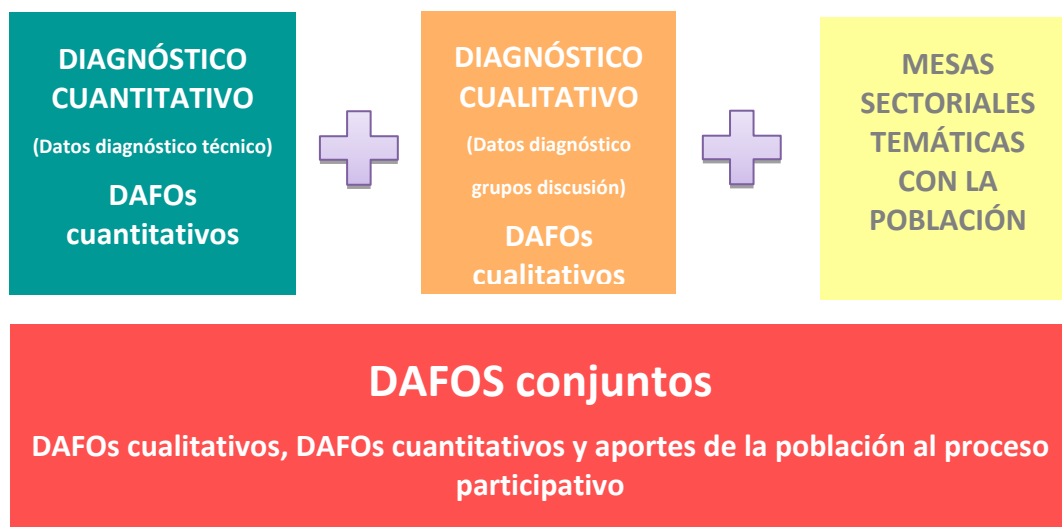 DIAGNÓSTICO
CUANTITATIVO
(Datos diagnóstico técnico)
DAFOs
cuantitativos
DIAGNÓSTICO
CUALITATIVO
(Datos diagnóstico
grupos discusión)
DAFOs
cualitativos
MESAS
SECTORIALES
TEMÁTICAS
CON LA
POBLACIÓN
DAFOS conjuntos
DAFOs cualitativos, DAFOs cuantitativos y aportes de la población al proceso
participativo